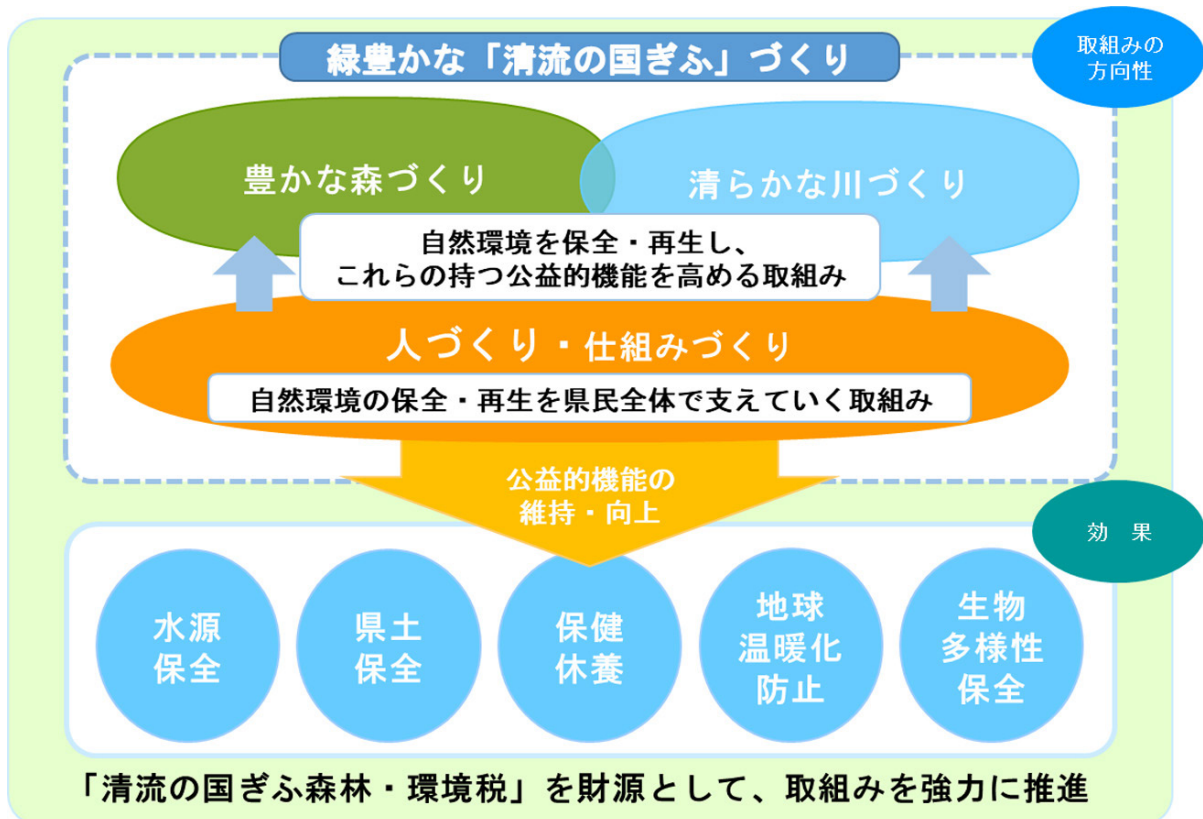 取組みの
方向性
緑豊かな「清流の国ぎふ」づくり
豊かな森づくり
清らかな川づくり
自然環境を保全・再生し、
これらの持つ公益的機能を高める取組み
人づくり・仕組みづくり
自然環境の保全・再生を県民全体で支えていく取組み
公益的機能の
維持・向上
効 果
水源
保全
県土
保全
保健
休養
地球
温暖化
防止
生物
多様性
保全
「清流の国ぎふ森林・環境税」を財源として、取組みを強力に推進